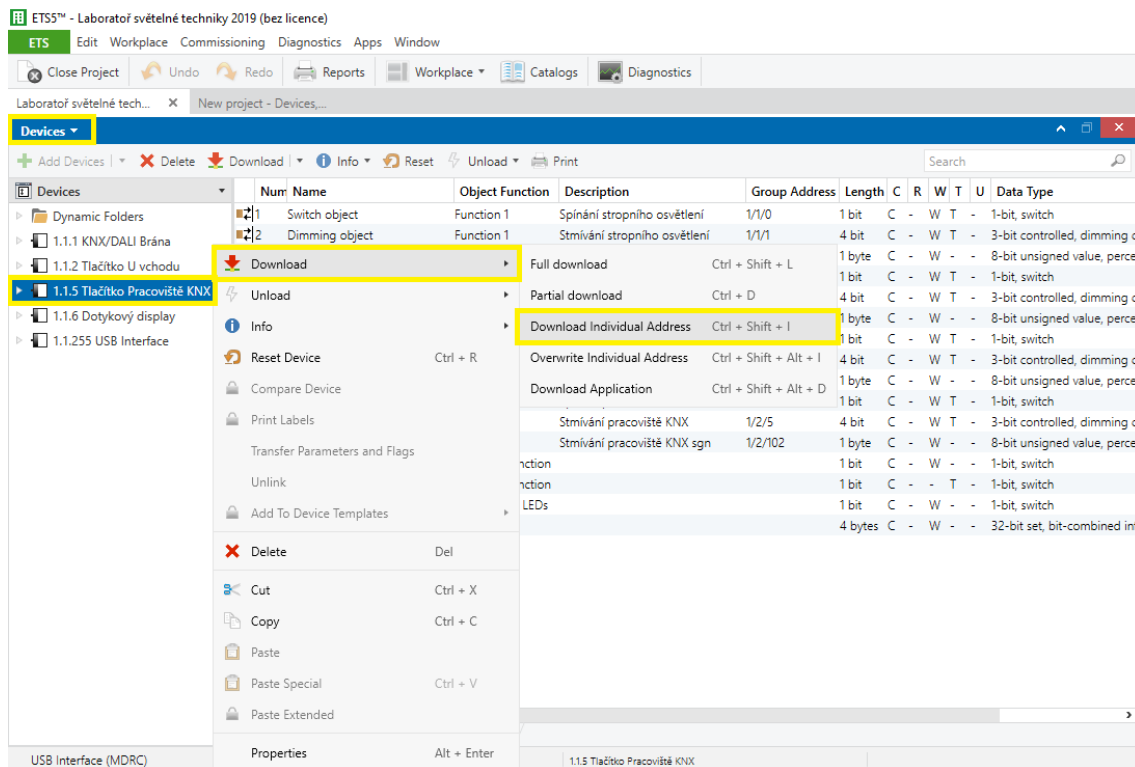 ETS5™ - Laboratoř světelné techniky 2019 (bez licence)
ETS Edit Workplace Commissioning Diagnostics Apps Window
Close Project Undo Redo Reports Workplace Catalogs Diagnostics
Laboratoř světelné tech... New project - Devices,...
Devices
Add Devices Delete Download Info Reset Unload Print Search
Devices Num Name Object Function Description Group Address Length C R W T U Data Type
Dynamic Folders 1 Switch object Function 1 Spínání stropního osvětlení 1/1/0 1 bit C - W T - 1-bit, switch
1.1.1 KNX/DALI Brána 2 Dimming object Function 1 Stmívání stropního osvětlení 1/1/1 4 bit C - W T - 3-bit controlled, dimming
1.1.2 Tlačítko U vchodu
1.1.5 Tlačítko Pracoviště KNX
1.1.6 Dotykový display
1.1.255 USB Interface
Download
Unload
Info
Reset Device Ctrl + R
Compare Device
Print Labels
Transfer Parameters and Flags
Unlink
Add To Device Templates
Delete Del
Cut Ctrl + X
Copy Ctrl + C
Paste
Paste Special Ctrl + V
Paste Extended
Properties Alt + Enter
Full download Ctrl + Shift + L
Partial download Ctrl + D
Download Individual Address Ctrl + Shift + I
Overwrite Individual Address Ctrl + Shift + Alt + I
Download Application Ctrl + Shift + Alt + D
1 byte C - W - - 8-bit unsigned value, perce
1 bit C - W T - 1-bit, switch
4 bit C - W T - 3-bit controlled, dimming
1 byte C - W - - 8-bit unsigned value, perce
1 bit C - W T - 1-bit, switch
4 bit C - W T - 3-bit controlled, dimming
1 byte C - W - - 8-bit unsigned value, perce
1 bit C - W T - 1-bit, switch
Stmívání pracoviště KNX 1/2/5 4 bit C - W T - 3-bit controlled, dimming
Stmívání pracoviště KNX sgn 1/2/102 1 byte C - W - - 8-bit unsigned value, perce
nction 1 bit C - W - - 1-bit, switch
nction 1 bit C - - T - 1-bit, switch
LEDs 1 bit C - W - - 1-bit, switch
4 bytes C - W - - 32-bit set, bit-combined in
USB Interface (MDRC) 1.1.5 Tlačítko Pracoviště KNX